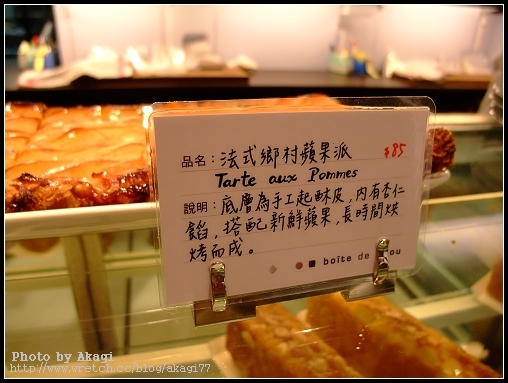 品名：法式鄉村蘋果派 $85
Tarte aux Pommes
說明：底層為手工起酥皮，內有杏仁
餡，搭配新鮮蘋果，長時間烘
烤而成。
boîte de
ou
Photo by Akagi
http://www.wretch.cc/blog/akagi77